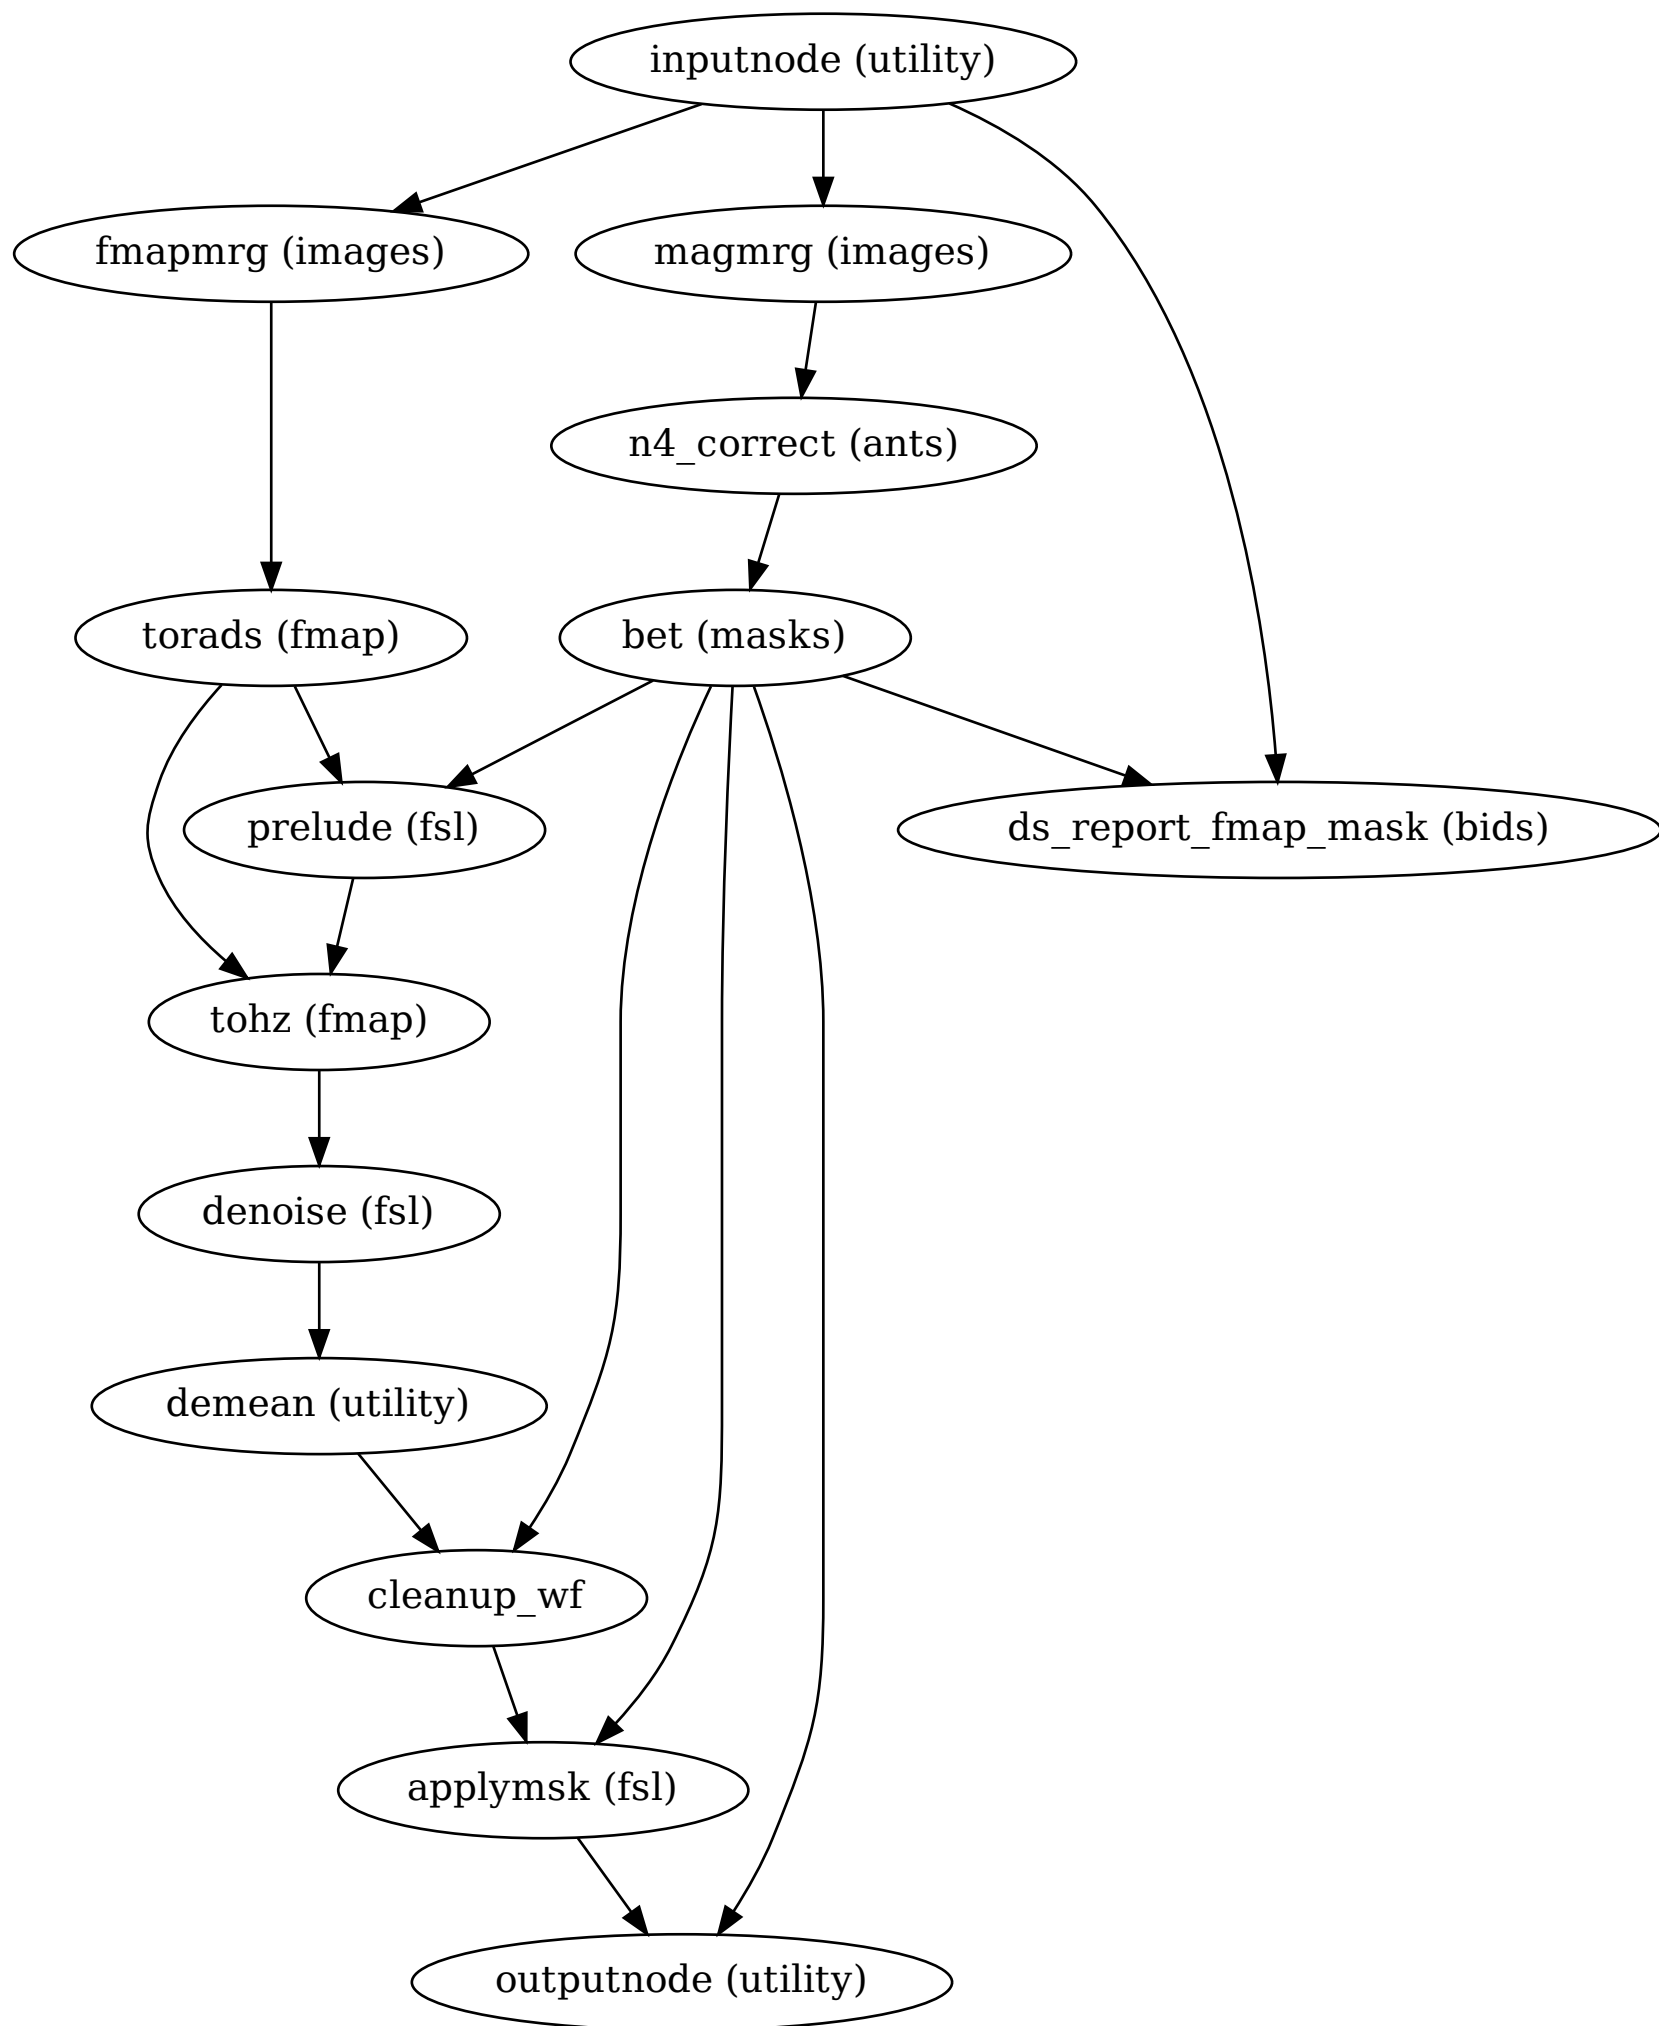 inputnode (utility)
fmapmrg (images)
magmrg (images)
n4_correct (ants)
torads (fmap)
bet (masks)
prelude (fsl)
ds_report_fmap_mask (bids)
tohz (fmap)
denoise (fsl)
demean (utility)
cleanup_wf
applymsk (fsl)
outputnode (utility)